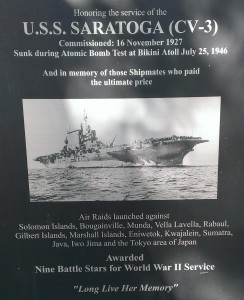 Honoring the service of the
U.S.S. SARATOGA (CV-3)
Commissioned: 16 November 1927
Sunk during Atomic Bomb Test at Bikini Atoll July 25, 1946
And in memory of those Shipmates who paid
the ultimate price
Air Raids launched against
Solomon Islands, Bougainville, Munda, Vella Lavella, Rabaul,
Gilbert Islands, Marshall Islands, Eniwetok, Kwajalein, Sumatra,
Java, Iwo Jima and the Tokyo area of Japan
Awarded
Nine Battle Stars for World War II Service
"Long Live Her Memory"